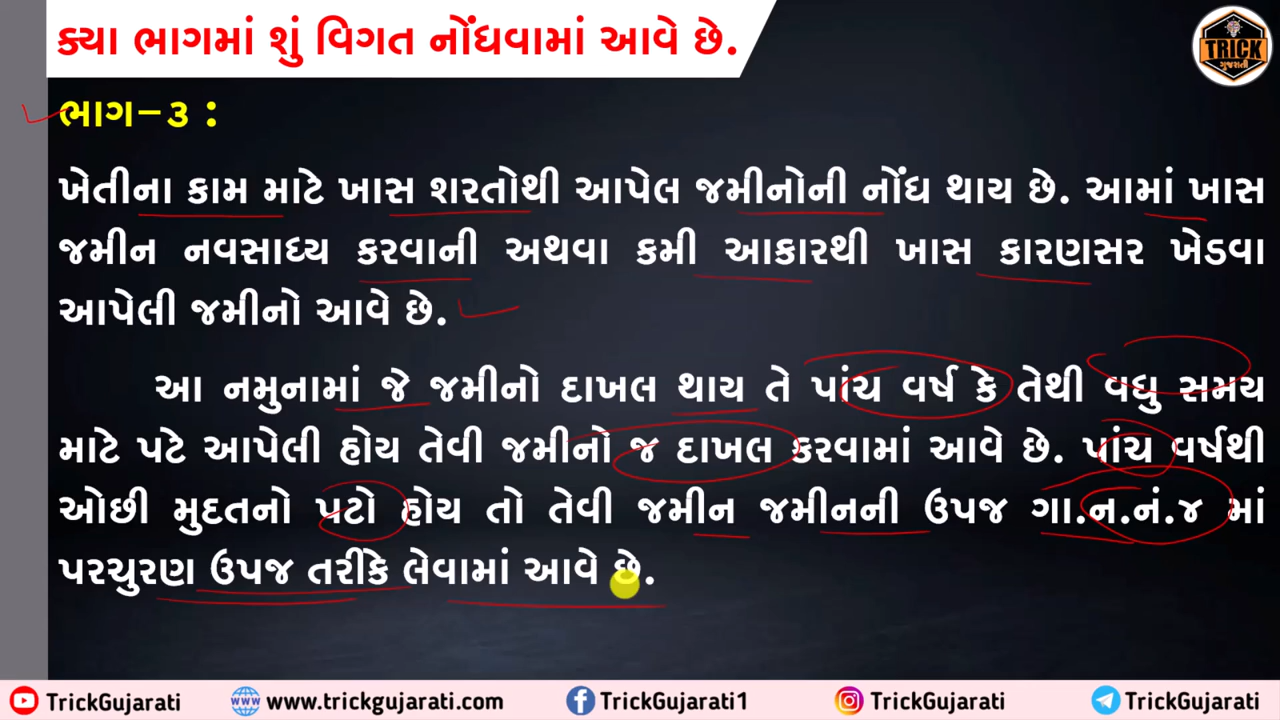 ક્યા ભાગમાં શું વિગત નોંધવામાં આવે છે.
TRICK
ગુજરાતી
ભાગ–૩ :
ખેતીના કામ માટે ખાસ શરતોથી આપેલ જમીનોની નોંધ થાય છે. આમાં ખાસ
જમીન નવસાધ્ય કરવાની અથવા કમી આકારથી ખાસ કારણસર ખેડવા
આપેલી જમીનો આવે છે.
આ નમુનામાં જે જમીનો દાખલ થાય તે પાંચ વર્ષ કે તેથી વધુ સમય
માટે પટે આપેલી હોય તેવી જમીનો જ દાખલ કરવામાં આવે છે. પાંચ વર્ષથી
ઓછી મુદતનો પટો હોય તો તેવી જમીન જમીનની ઉપજ ગા.ન.નં.૪ માં
પરચુરણ ઉપજ તરીકે લેવામાં આવે છે.
TrickGujarati www.trickgujarati.com TrickGujarati1 TrickGujarati TrickGujarati